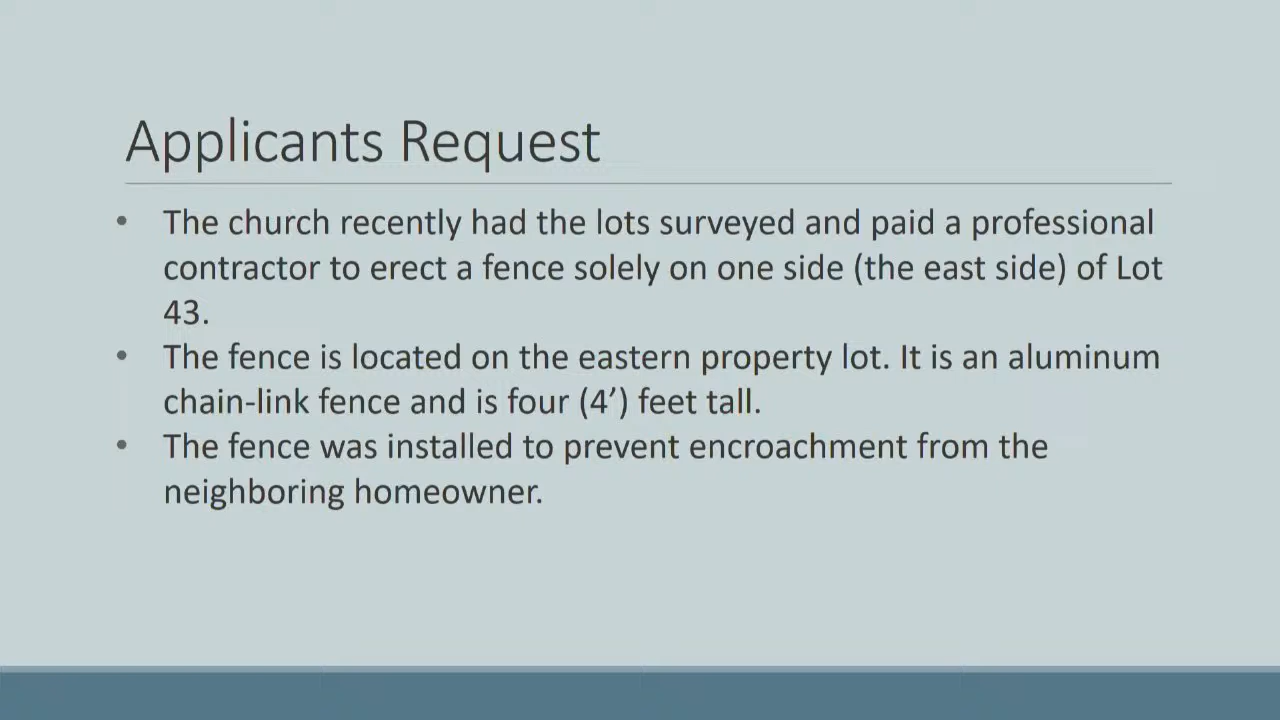 Applicants Request
• The church recently had the lots surveyed and paid a professional
contractor to erect a fence solely on one side (the east side) of Lot
43.
• The fence is located on the eastern property lot. It is an aluminum
chain-link fence and is four (4’) feet tall.
• The fence was installed to prevent encroachment from the
neighboring homeowner.